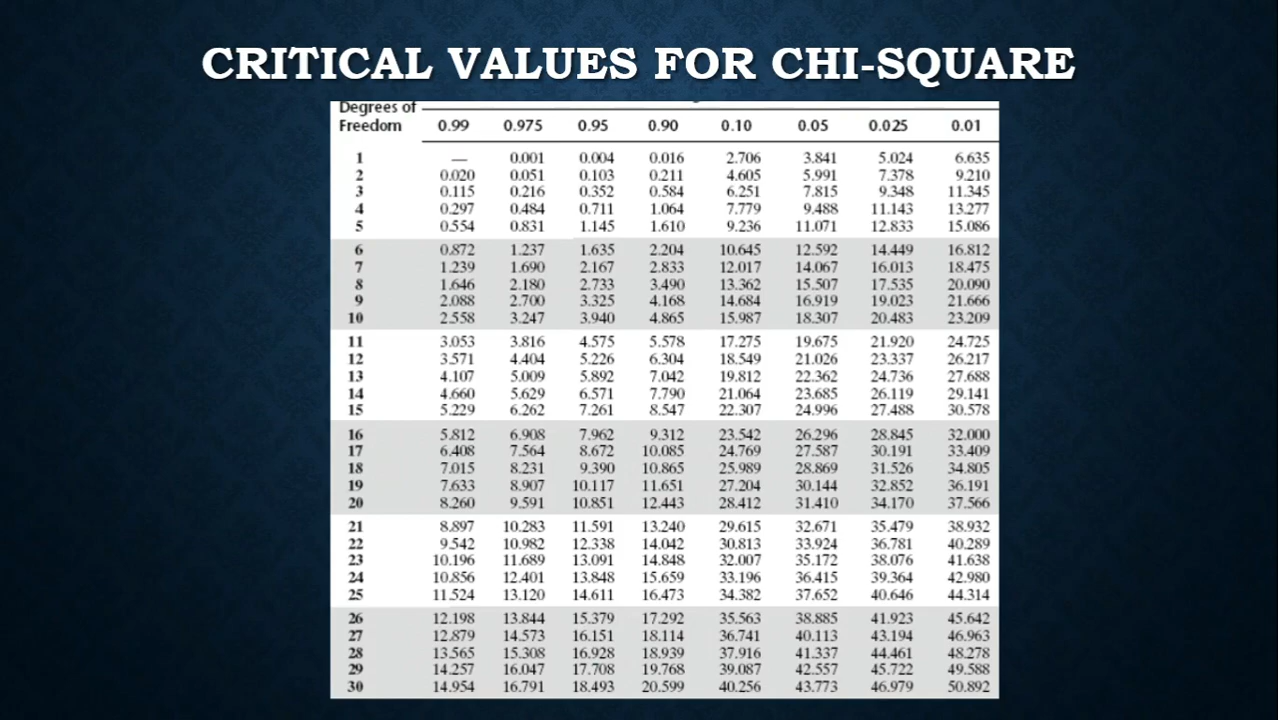 CRITICAL VALUES FOR CHI-SQUARE
Degrees of
Freedom 0.99 0.975 0.95 0.90 0.10 0.05 0.025 0.01
1 — 0.001 0.004 0.016 2.706 3.841 5.024 6.635
2 0.020 0.051 0.103 0.211 4.605 5.991 7.378 9.210
3 0.115 0.216 0.352 0.584 6.251 7.815 9.348 11.345
4 0.297 0.484 0.711 1.064 7.779 9.488 11.143 13.277
5 0.554 0.831 1.145 1.610 9.236 11.071 12.833 15.086
6 0.872 1.237 1.635 2.204 10.645 12.592 14.449 16.812
7 1.239 1.690 2.167 2.833 12.017 14.067 16.013 18.475
8 1.646 2.180 2.733 3.490 13.362 15.507 17.535 20.090
9 2.088 2.700 3.325 4.168 14.684 16.919 19.023 21.666
10 2.558 3.247 3.940 4.865 15.987 18.307 20.483 23.209
11 3.053 3.816 4.575 5.578 17.275 19.675 21.920 24.725
12 3.571 4.404 5.226 6.304 18.549 21.026 23.337 26.217
13 4.107 5.009 5.892 7.042 19.812 22.362 24.736 27.688
14 4.660 5.629 6.571 7.790 21.064 23.685 26.119 29.141
15 5.229 6.262 7.261 8.547 22.307 24.996 27.488 30.578
16 5.812 6.908 7.962 9.312 23.542 26.296 28.845 32.000
17 6.408 7.564 8.672 10.085 24.769 27.587 30.191 33.409
18 7.015 8.231 9.390 10.865 25.989 28.869 31.526 34.805
19 7.633 8.907 10.117 11.651 27.204 30.144 32.852 36.191
20 8.260 9.591 10.851 12.443 28.412 31.410 34.170 37.566
21 8.897 10.283 11.591 13.240 29.615 32.671 35.479 38.932
22 9.542 10.982 12.338 14.042 30.813 33.924 36.781 40.289
23 10.196 11.689 13.091 14.848 32.007 35.172 38.076 41.638
24 10.856 12.401 13.848 15.659 33.196 36.415 39.364 42.980
25 11.524 13.120 14.611 16.473 34.382 37.652 40.646 44.314
26 12.198 13.844 15.379 17.292 35.563 38.885 41.923 45.642
27 12.879 14.573 16.151 18.114 36.741 40.113 43.194 46.963
28 13.565 15.308 16.928 18.939 37.916 41.337 44.461 48.278
29 14.257 16.047 17.708 19.768 39.087 42.557 45.722 49.588
30 14.954 16.791 18.493 20.599 40.256 43.773 46.979 50.892